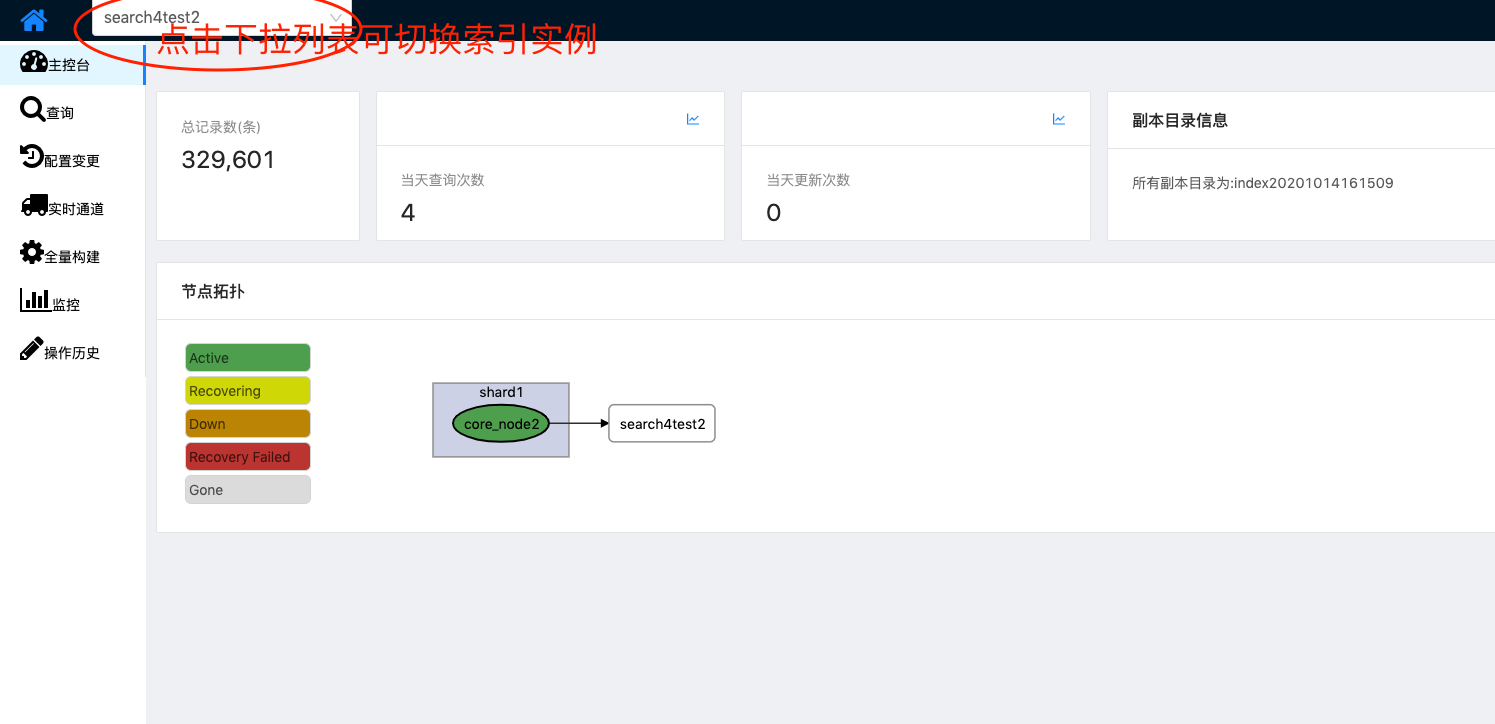 search4test2
点击下拉列表可切换索引实例
主控台
查询
配置变更
实时通道
全量构建
监控
操作历史
总记录数(条)
329,601
当天查询次数
4
当天更新次数
0
副本目录信息
所有副本目录为:index20201014161509
节点拓扑
Active
Recovering
Down
Recovery Failed
Gone
shard1
core_node2
search4test2